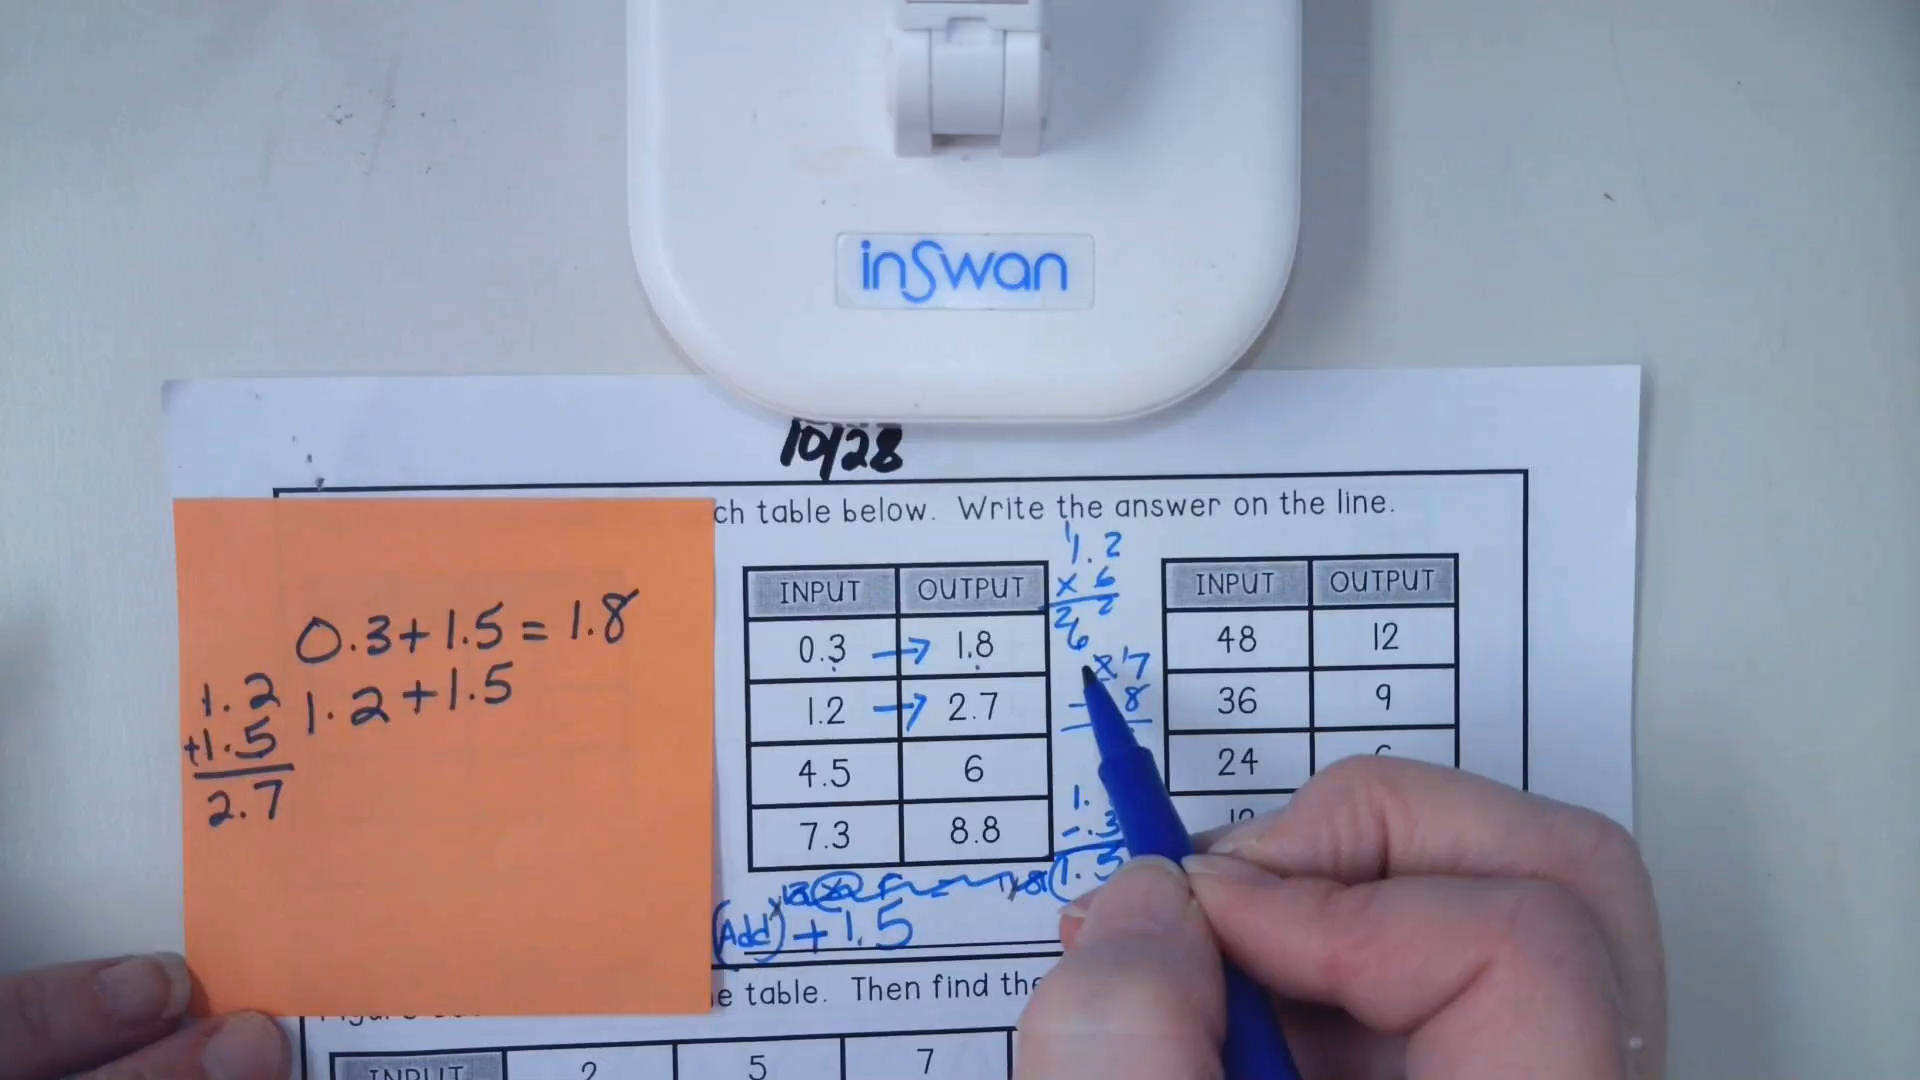 inSwan
10/28
ch table below. Write the answer on the line.
0.3+1.5=1.8
1.2+1.5
1.2
+1.5
2.7
INPUT OUTPUT
0.3 → 1.8
1.2 → 2.7
4.5 6
7.3 8.8
(Add) +1.5
1.2
x 6
INPUT OUTPUT
48 12
36 9
24
e table. Then find the
INPUT 2 5 7